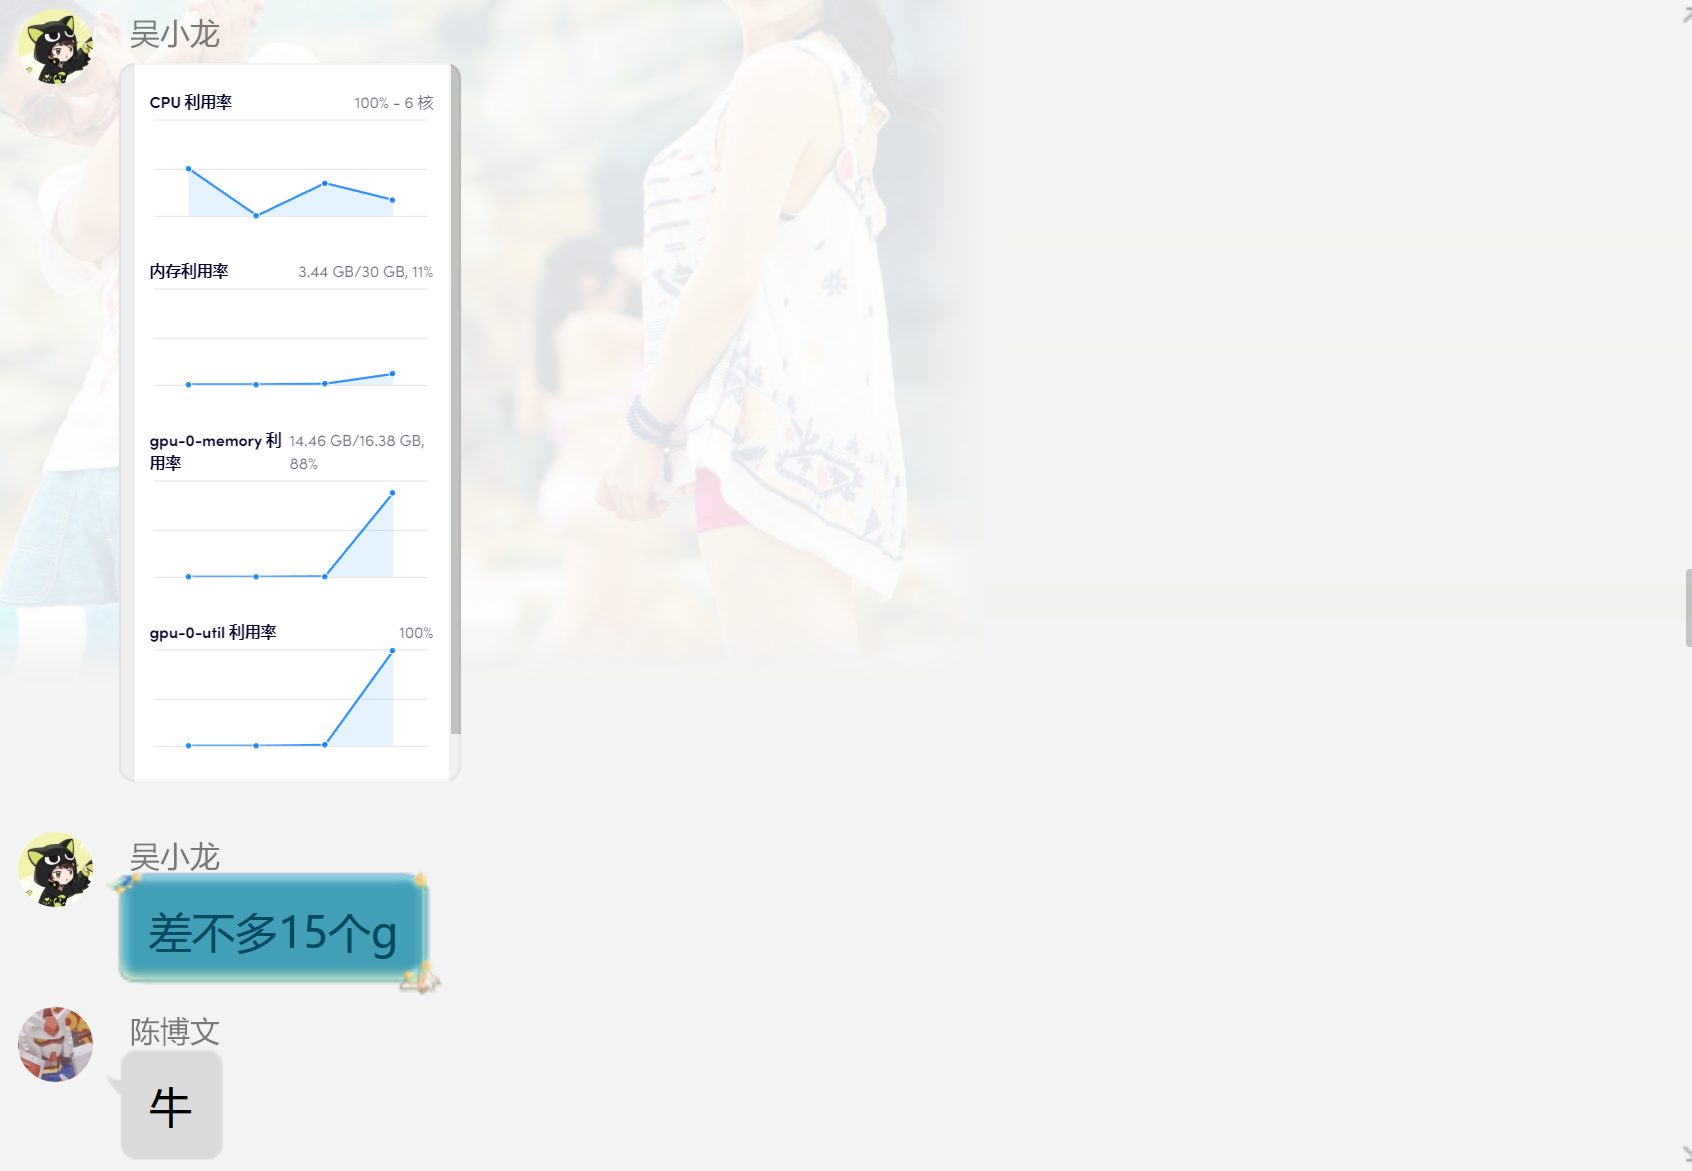 吴小龙
CPU 利用率 100% - 6 核
内存利用率 3.44 GB/30 GB, 11%
gpu-0-memory 利 14.46 GB/16.38 GB,
用率 88%
gpu-0-util 利用率 100%
吴小龙
差不多15个g
陈博文
牛